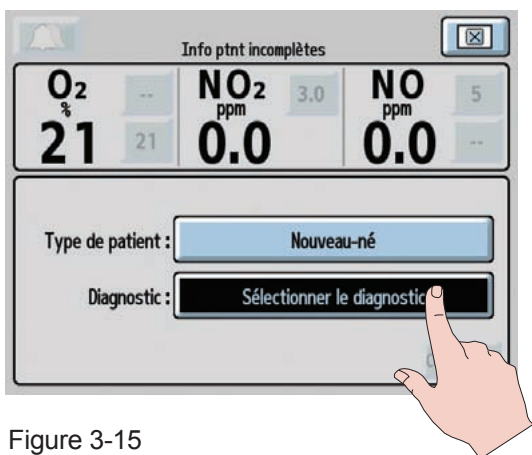 Info ptnt incomplètes
O2 % -- 21 21
NO2 ppm 3.0 0.0
NO ppm 5 0.0 --
Type de patient : Nouveau-né
Diagnostic : Sélectionner le diagnostic
Figure 3-15